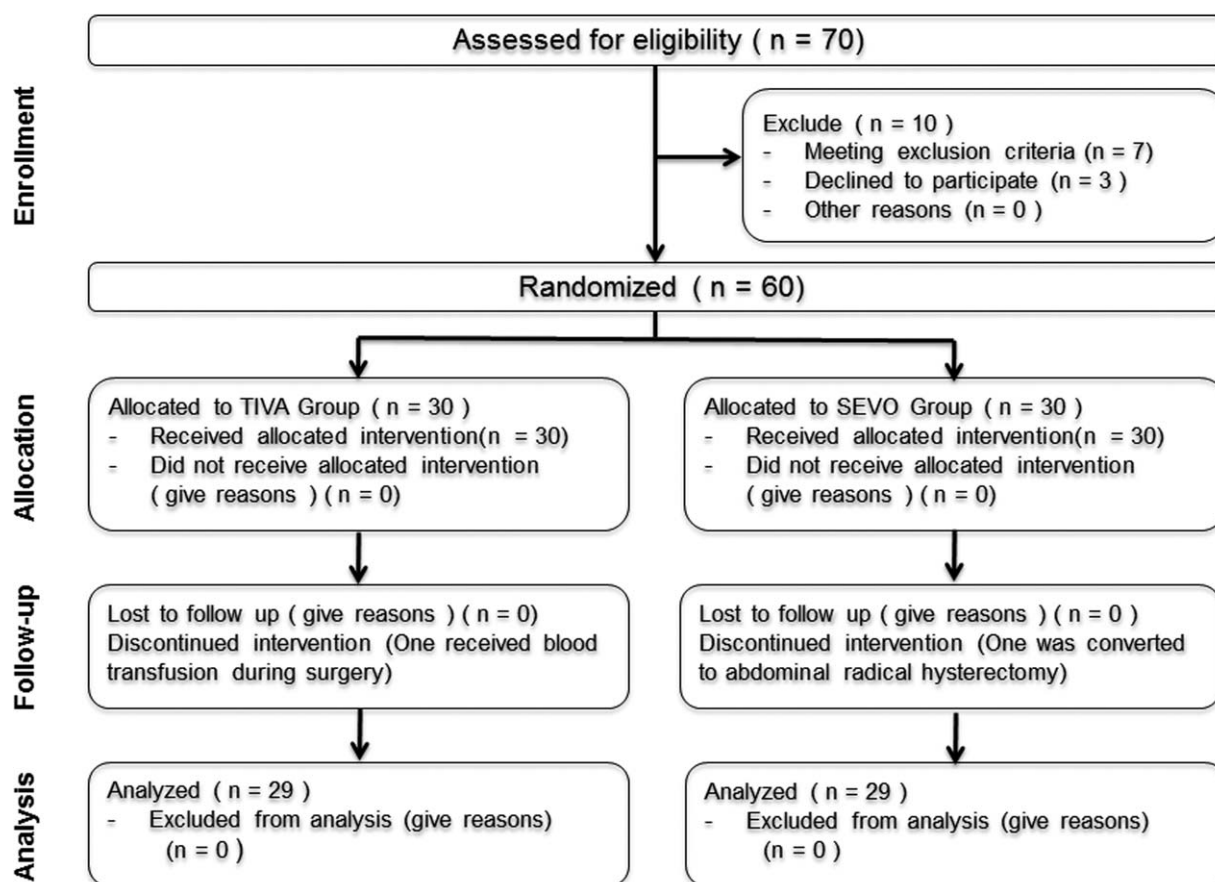 Assessed for eligibility ( n = 70)
Enrollment
Exclude ( n = 10 )
- Meeting exclusion criteria (n = 7)
- Declined to participate (n = 3 )
- Other reasons (n = 0 )
Randomized ( n = 60)
Allocation
Allocated to TIVA Group ( n = 30 )
- Received allocated intervention(n = 30)
- Did not receive allocated intervention
( give reasons ) ( n = 0)
Allocated to SEVO Group ( n = 30 )
- Received allocated intervention(n = 30)
- Did not receive allocated intervention
( give reasons ) ( n = 0)
Follow-up
Lost to follow up ( give reasons ) ( n = 0)
Discontinued intervention (One received blood
transfusion during surgery)
Lost to follow up ( give reasons ) ( n = 0 )
Discontinued intervention (One was converted
to abdominal radical hysterectomy)
Analysis
Analyzed ( n = 29 )
- Excluded from analysis (give reasons)
(n = 0 )
Analyzed ( n = 29 )
- Excluded from analysis (give reasons)
(n = 0 )